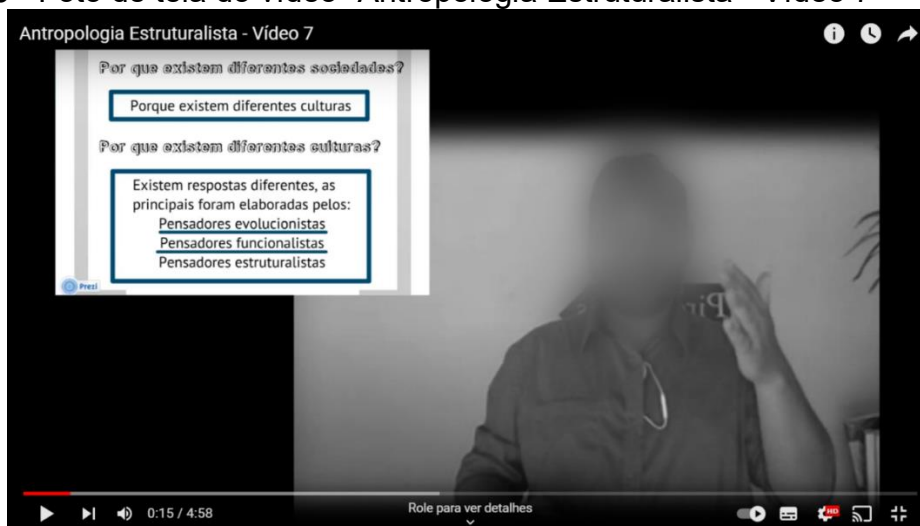 Foto de tela do vídeo "Antropologia Estruturalista - Vídeo 7"
Antropologia Estruturalista - Vídeo 7
Por que existem diferentes sociedades?
Porque existem diferentes culturas
Por que existem diferentes culturas?
Existem respostas diferentes, as
principais foram elaboradas pelos:
Pensadores evolucionistas
Pensadores funcionalistas
Pensadores estruturalistas
Prezi
0:15 / 4:58
Role para ver detalhes
HD